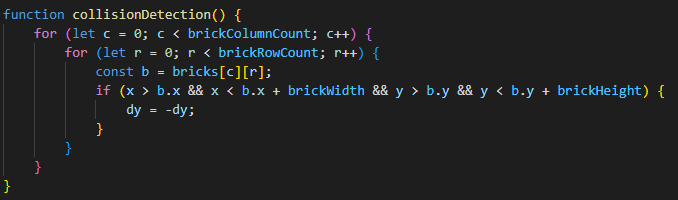 function collisionDetection() {
    for (let c = 0; c < brickColumnCount; c++) {
        for (let r = 0; r < brickRowCount; r++) {
            const b = bricks[c][r];
            if (x > b.x && x < b.x + brickWidth && y > b.y && y < b.y + brickHeight) {
                dy = -dy;
            }
        }
    }
}